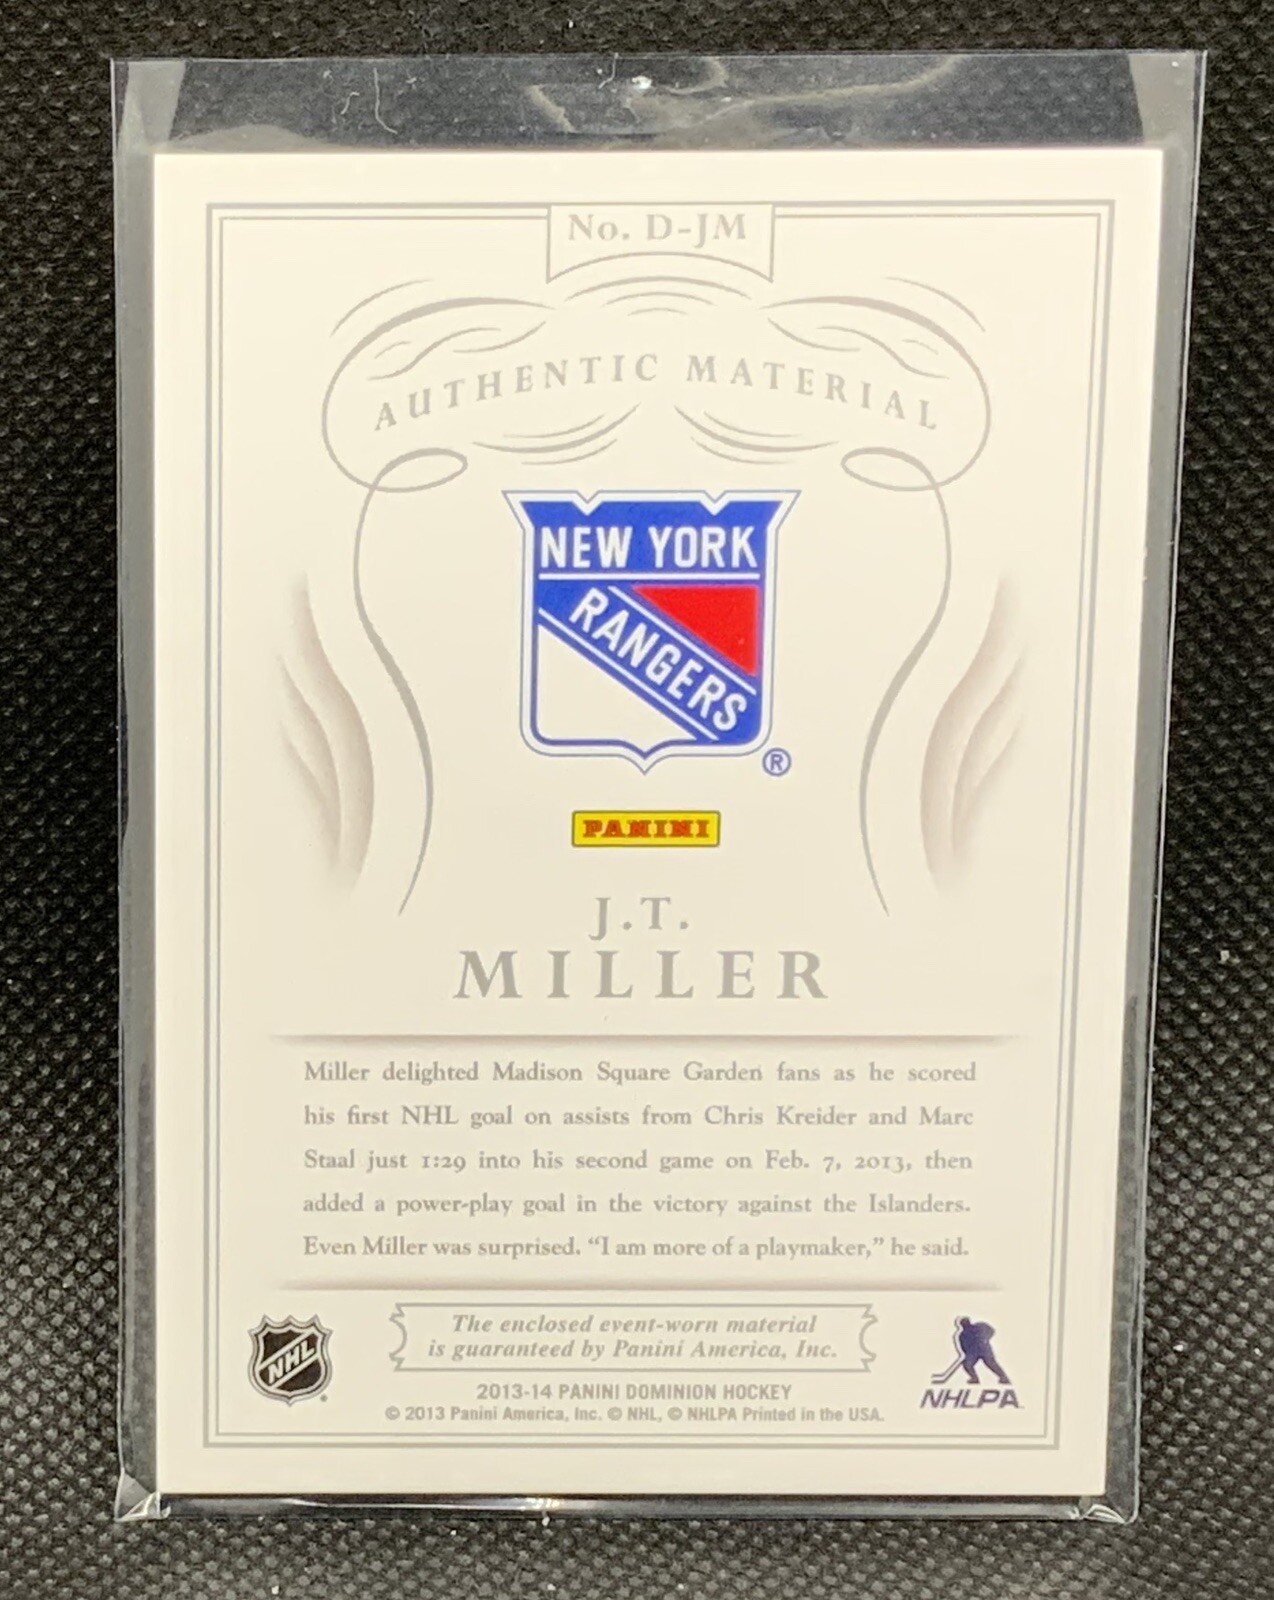 No. D-JM
AUTHENTIC MATERIAL
NEW YORK
RANGERS
®
PANINI
J.T.
MILLER
Miller delighted Madison Square Garden fans as he scored
his first NHL goal on assists from Chris Kreider and Marc
Staal just 1:29 into his second game on Feb. 7, 2013, then
added a power-play goal in the victory against the Islanders.
Even Miller was surprised. “I am more of a playmaker,” he said.
The enclosed event-worn material
is guaranteed by Panini America, Inc.
NHL
NHLPA
2013-14 PANINI DOMINION HOCKEY
© 2013 Panini America, Inc. © NHL, © NHLPA Printed in the USA.